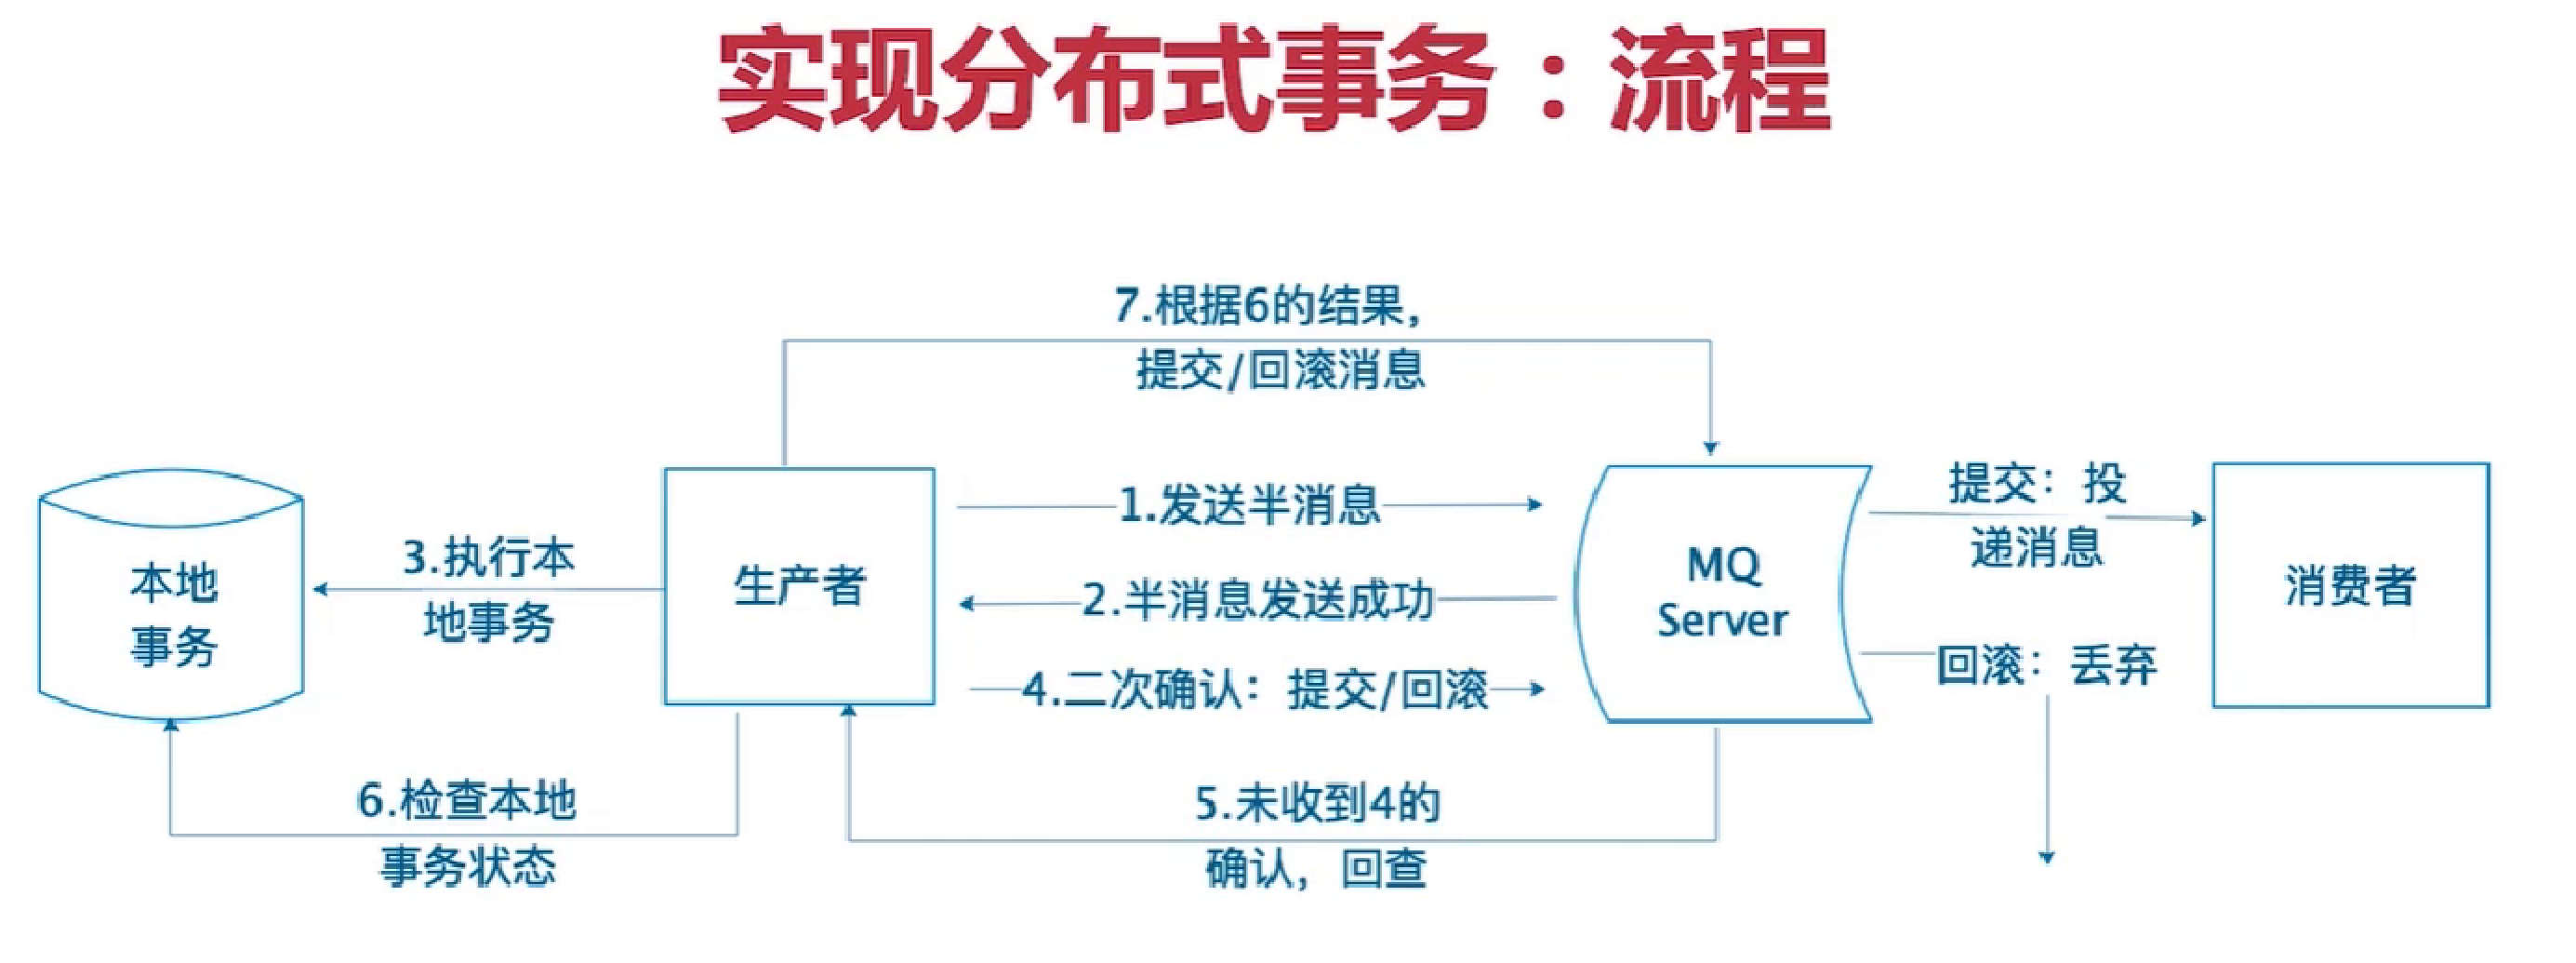 实现分布式事务：流程
7.根据6的结果，
提交/回滚消息
1.发送半消息
提交：投
递消息
3.执行本
地事务
本地
事务
生产者
2.半消息发送成功
MQ
Server
消费者
4.二次确认：提交/回滚
回滚：丢弃
6.检查本地
事务状态
5.未收到4的
确认，回查